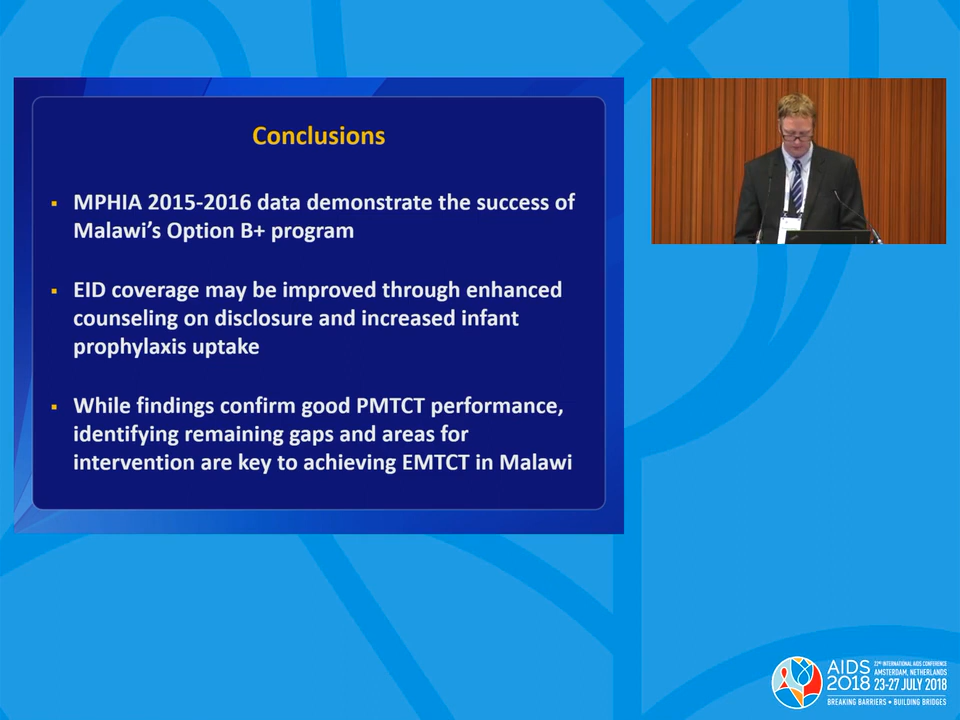 Conclusions
▪ MPHIA 2015-2016 data demonstrate the success of
Malawi’s Option B+ program
▪ EID coverage may be improved through enhanced
counseling on disclosure and increased infant
prophylaxis uptake
▪ While findings confirm good PMTCT performance,
identifying remaining gaps and areas for
intervention are key to achieving EMTCT in Malawi
AIDS 2018
22ND INTERNATIONAL AIDS CONFERENCE
AMSTERDAM, NETHERLANDS
23-27 JULY 2018
BREAKING BARRIERS • BUILDING BRIDGES